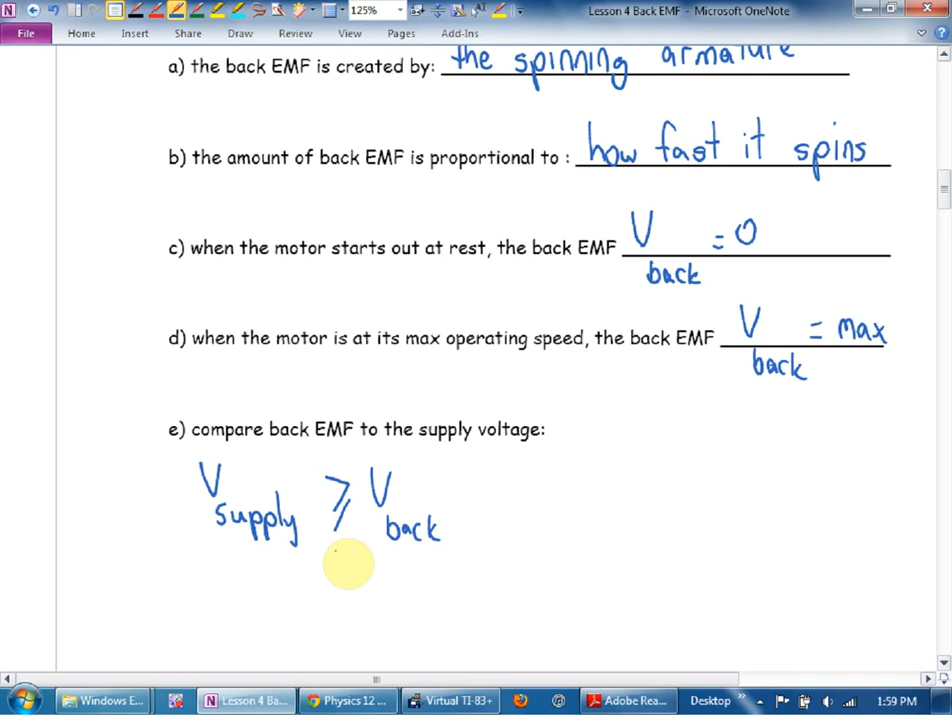 125%
Lesson 4 Back EMF - Microsoft OneNote
File Home Insert Share Draw Review View Pages Add-Ins
a) the back EMF is created by: the spinning armature
b) the amount of back EMF is proportional to : how fast it spins
c) when the motor starts out at rest, the back EMF V back = 0
d) when the motor is at its max operating speed, the back EMF V back = max
e) compare back EMF to the supply voltage:
V supply ≥ V back
Windows E... Lesson 4 Ba... Physics 12 ... Virtual TI-83+ Adobe Rea... Desktop 1:59 PM